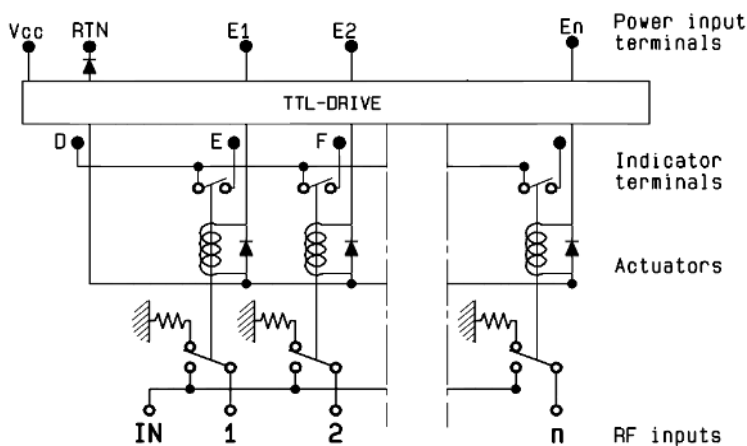 Vcc RTN E1 E2 En Power input
terminals
TTL-DRIVE
D E F
Indicator
terminals
Actuators
IN 1 2 n RF inputs